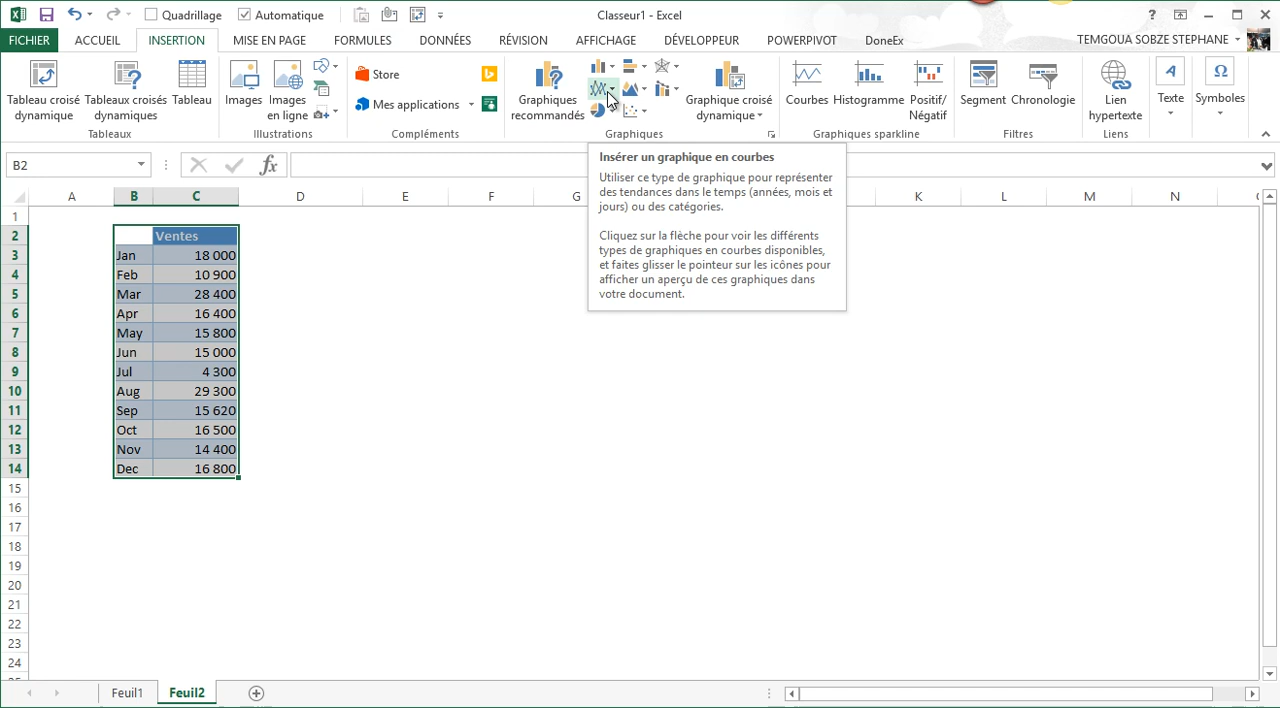 Quadrillage
Automatique
Classeur1 - Excel
?
FICHIER
ACCUEIL
INSERTION
MISE EN PAGE
FORMULES
DONNÉES
RÉVISION
AFFICHAGE
DÉVELOPPEUR
POWERPIVOT
DoneEx
TEMGOUA SOBZE STEPHANE
Tableau croisé
dynamique
Tableaux croisés
dynamiques
Tableau
Tableaux
Images
Images
en ligne
Illustrations
Store
Mes applications
Compléments
Graphiques
recommandés
Graphique croisé
dynamique
Graphiques
Courbes
Histogramme
Positif/
Négatif
Graphiques sparkline
Segment
Chronologie
Filtres
Lien
hypertexte
Liens
Texte
Symboles
B2
fx
Insérer un graphique en courbes
Utiliser ce type de graphique pour représenter
des tendances dans le temps (années, mois et
jours) ou des catégories.
Cliquez sur la flèche pour voir les différents
types de graphiques en courbes disponibles,
et faites glisser le pointeur sur les icônes pour
afficher un aperçu de ces graphiques dans
votre document.
A B C D E F G K L M N
1
2 Ventes
3 Jan 18 000
4 Feb 10 900
5 Mar 28 400
6 Apr 16 400
7 May 15 800
8 Jun 15 000
9 Jul 4 300
10 Aug 29 300
11 Sep 15 620
12 Oct 16 500
13 Nov 14 400
14 Dec 16 800
15
16
17
18
19
20
21
22
23
24
Feuil1
Feuil2